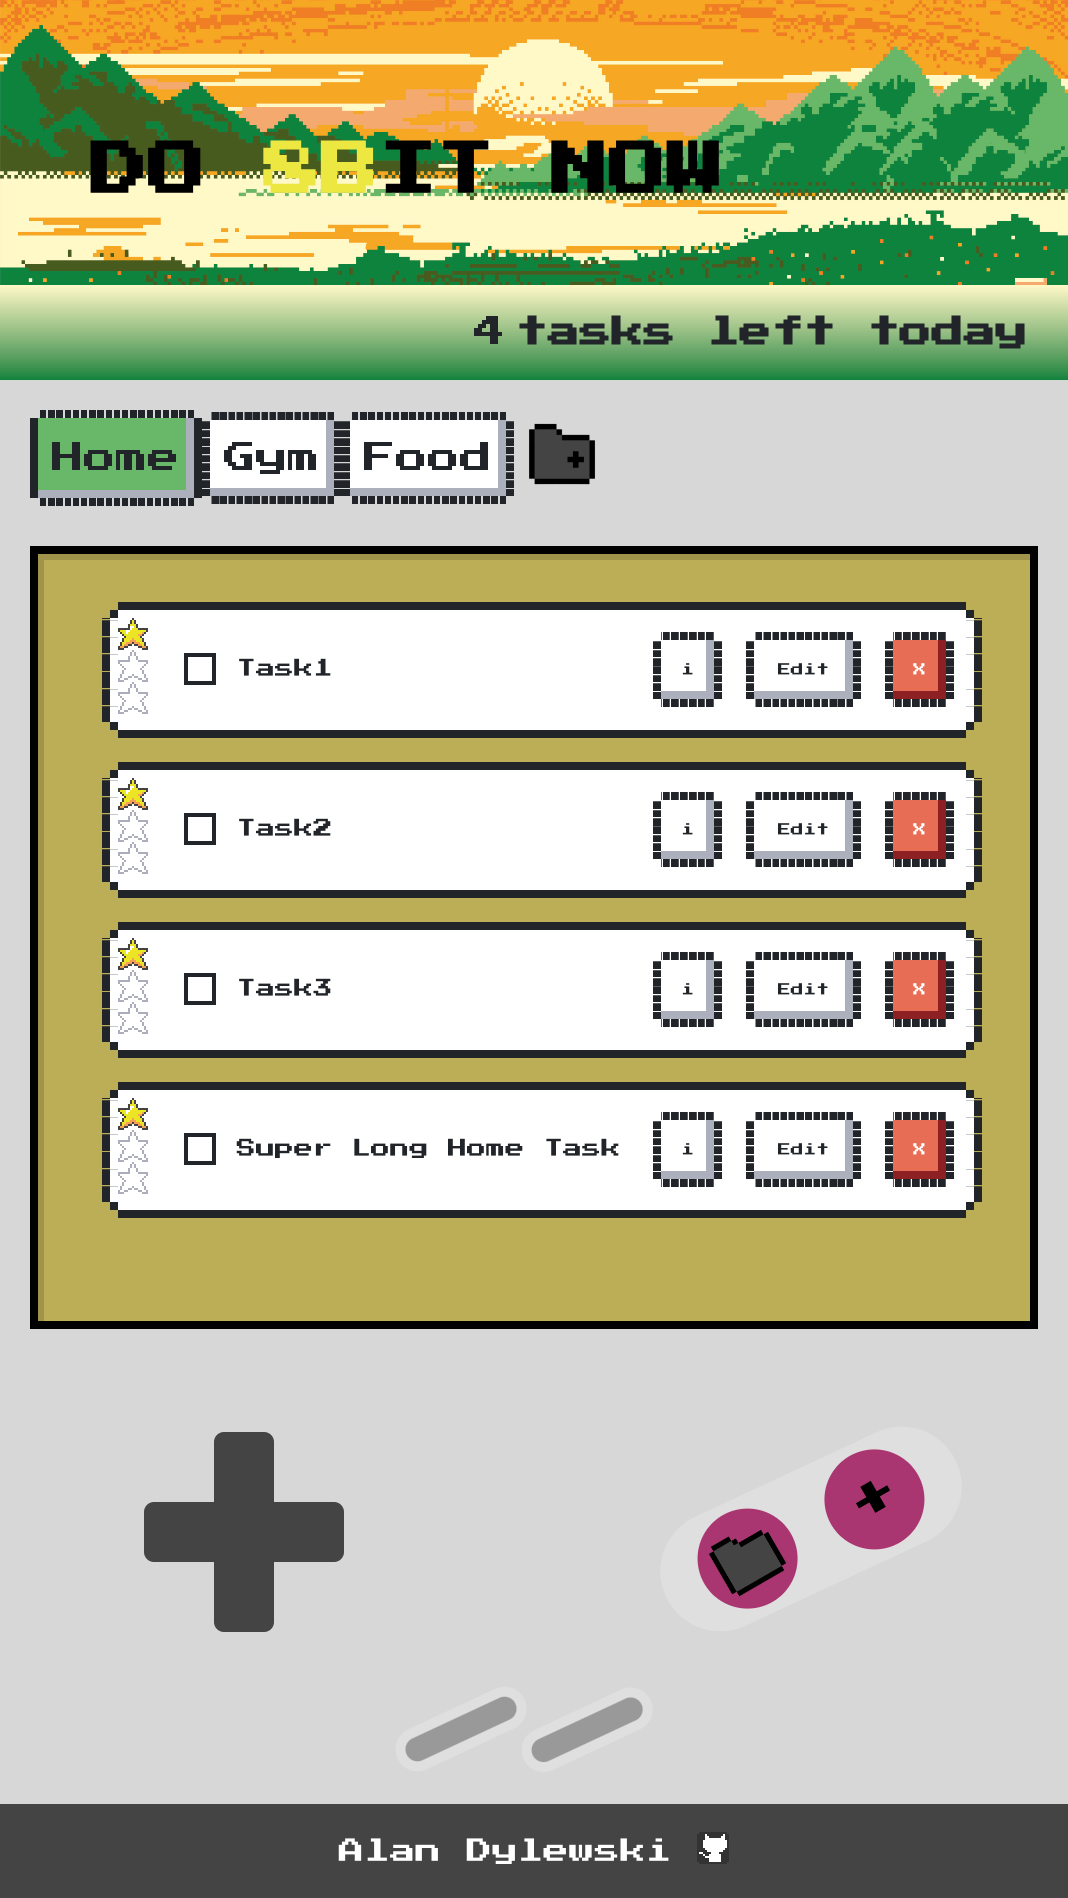 DO 8BIT NOW
4 tasks left today
Home Gym Food
Task1 i Edit X
Task2 i Edit X
Task3 i Edit X
Super Long Home Task i Edit X
Alan Dylewski